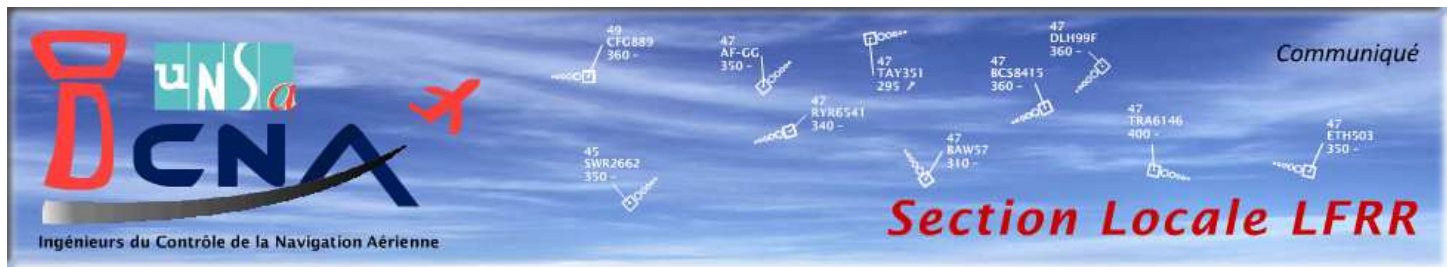 UNSa
ICNA
Ingénieurs du Contrôle de la Navigation Aérienne
49
CFG889
360 -
47
AF-GG
350 -
47
TAY351
295 ↗
47
BCS8415
360 -
47
DLH99F
360 -
Communiqué
47
RYR6541
340 -
45
SWR2662
350 -
47
BAW57
310 -
47
TRA6146
400 -
47
ETH503
350 -
Section Locale LFRR